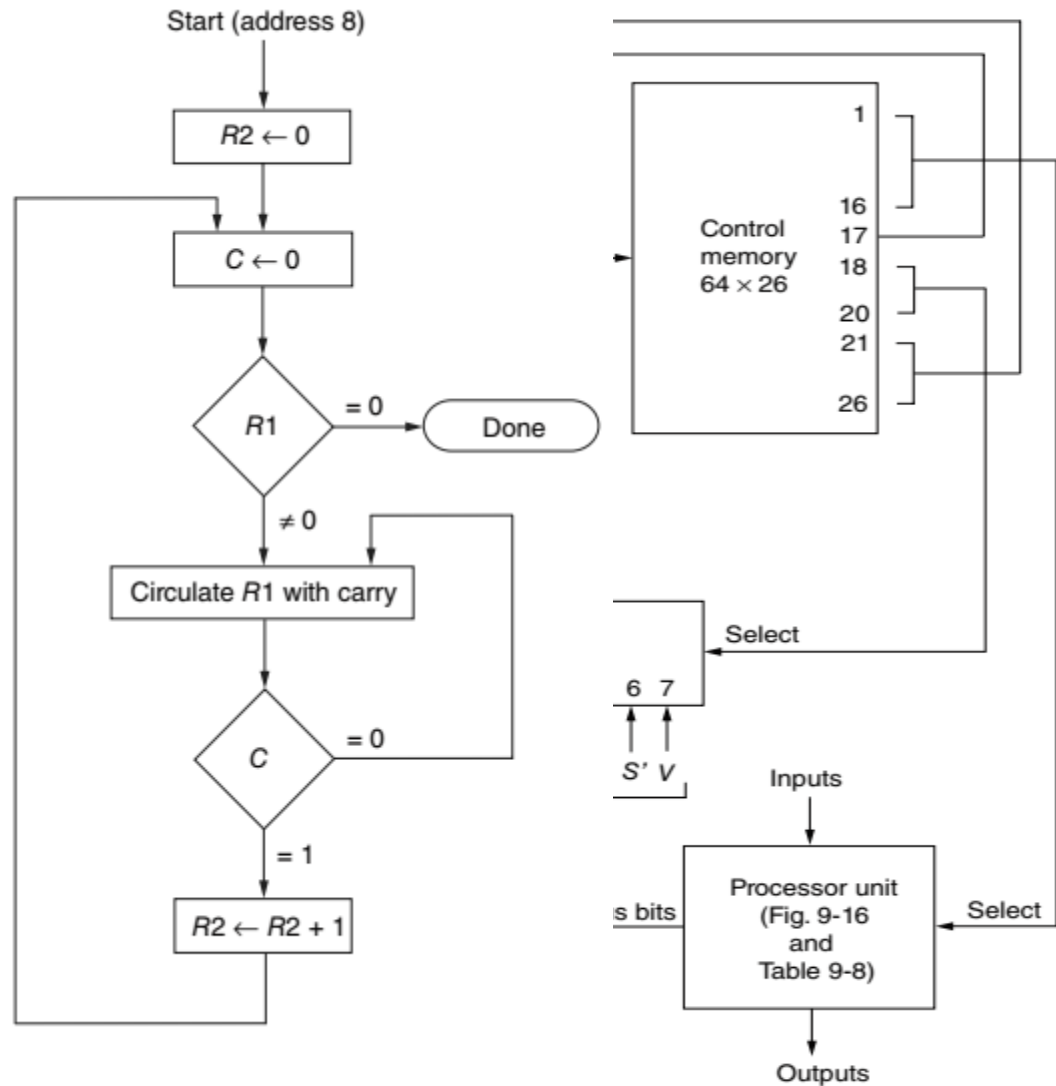 Start (address 8)
R2 ← 0
C ← 0
R1
= 0
Done
≠ 0
Circulate R1 with carry
C
= 0
= 1
R2 ← R2 + 1
Control
memory
64 × 26
1
16
17
18
20
21
26
Select
6 7
S' V
Inputs
Processor unit
(Fig. 9-16
and
Table 9-8)
s bits
Select
Outputs